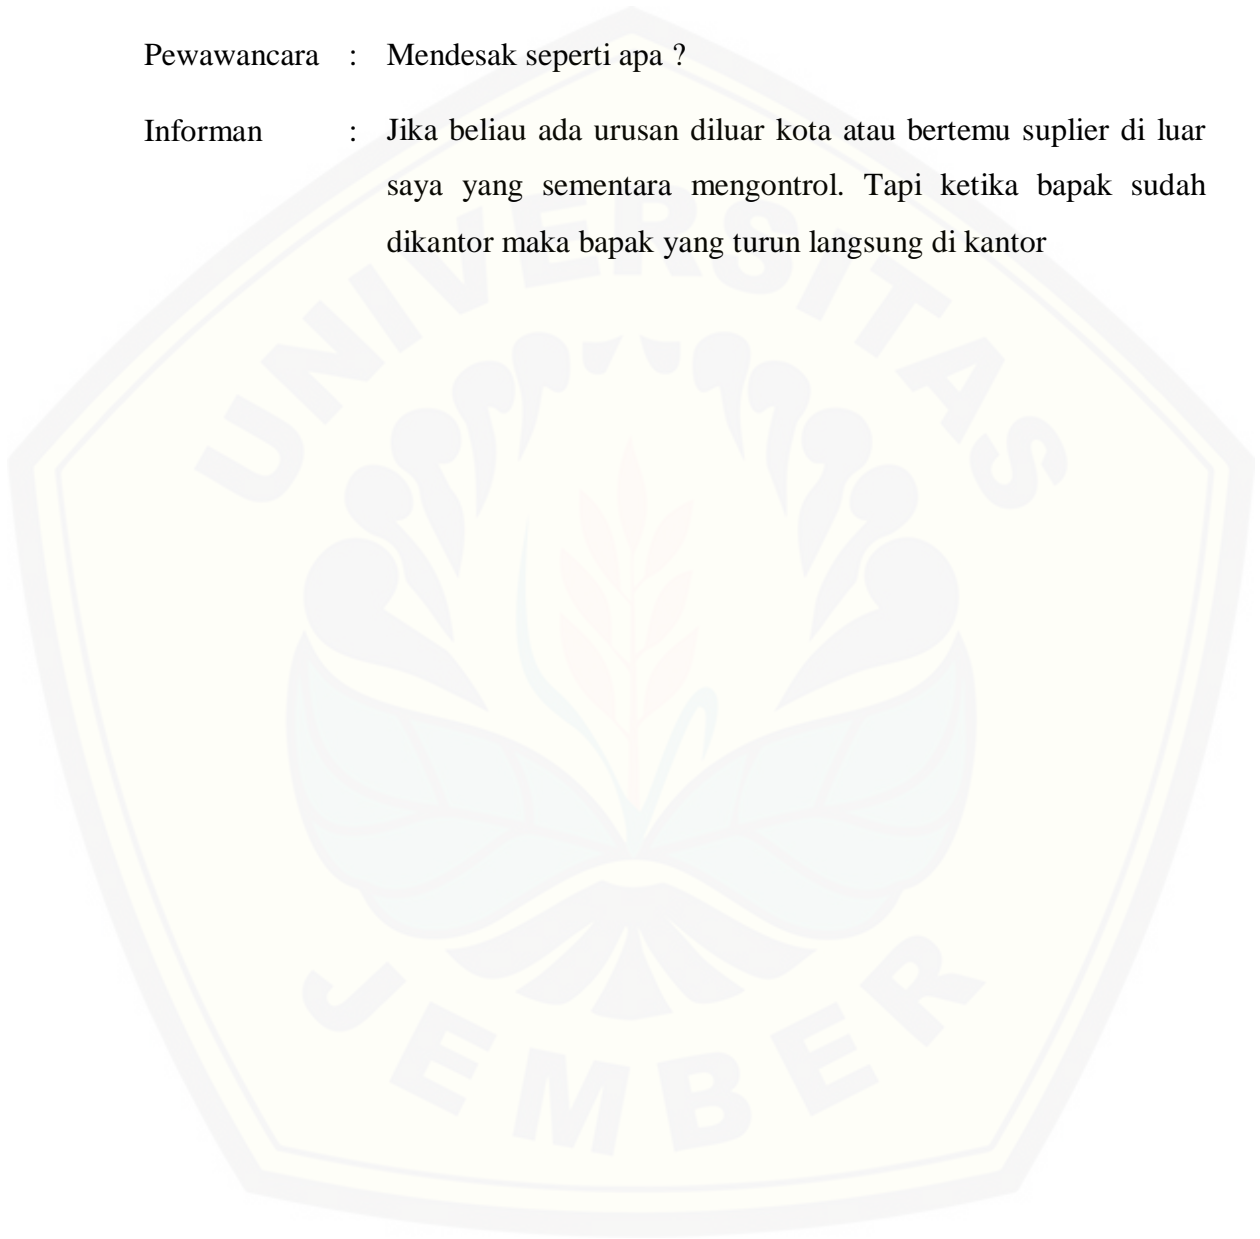 Pewawancara : Mendesak seperti apa ?
Informan : Jika beliau ada urusan diluar kota atau bertemu suplier di luar
saya yang sementara mengontrol. Tapi ketika bapak sudah
dikantor maka bapak yang turun langsung di kantor
UNIVERSITAS
JEMBER